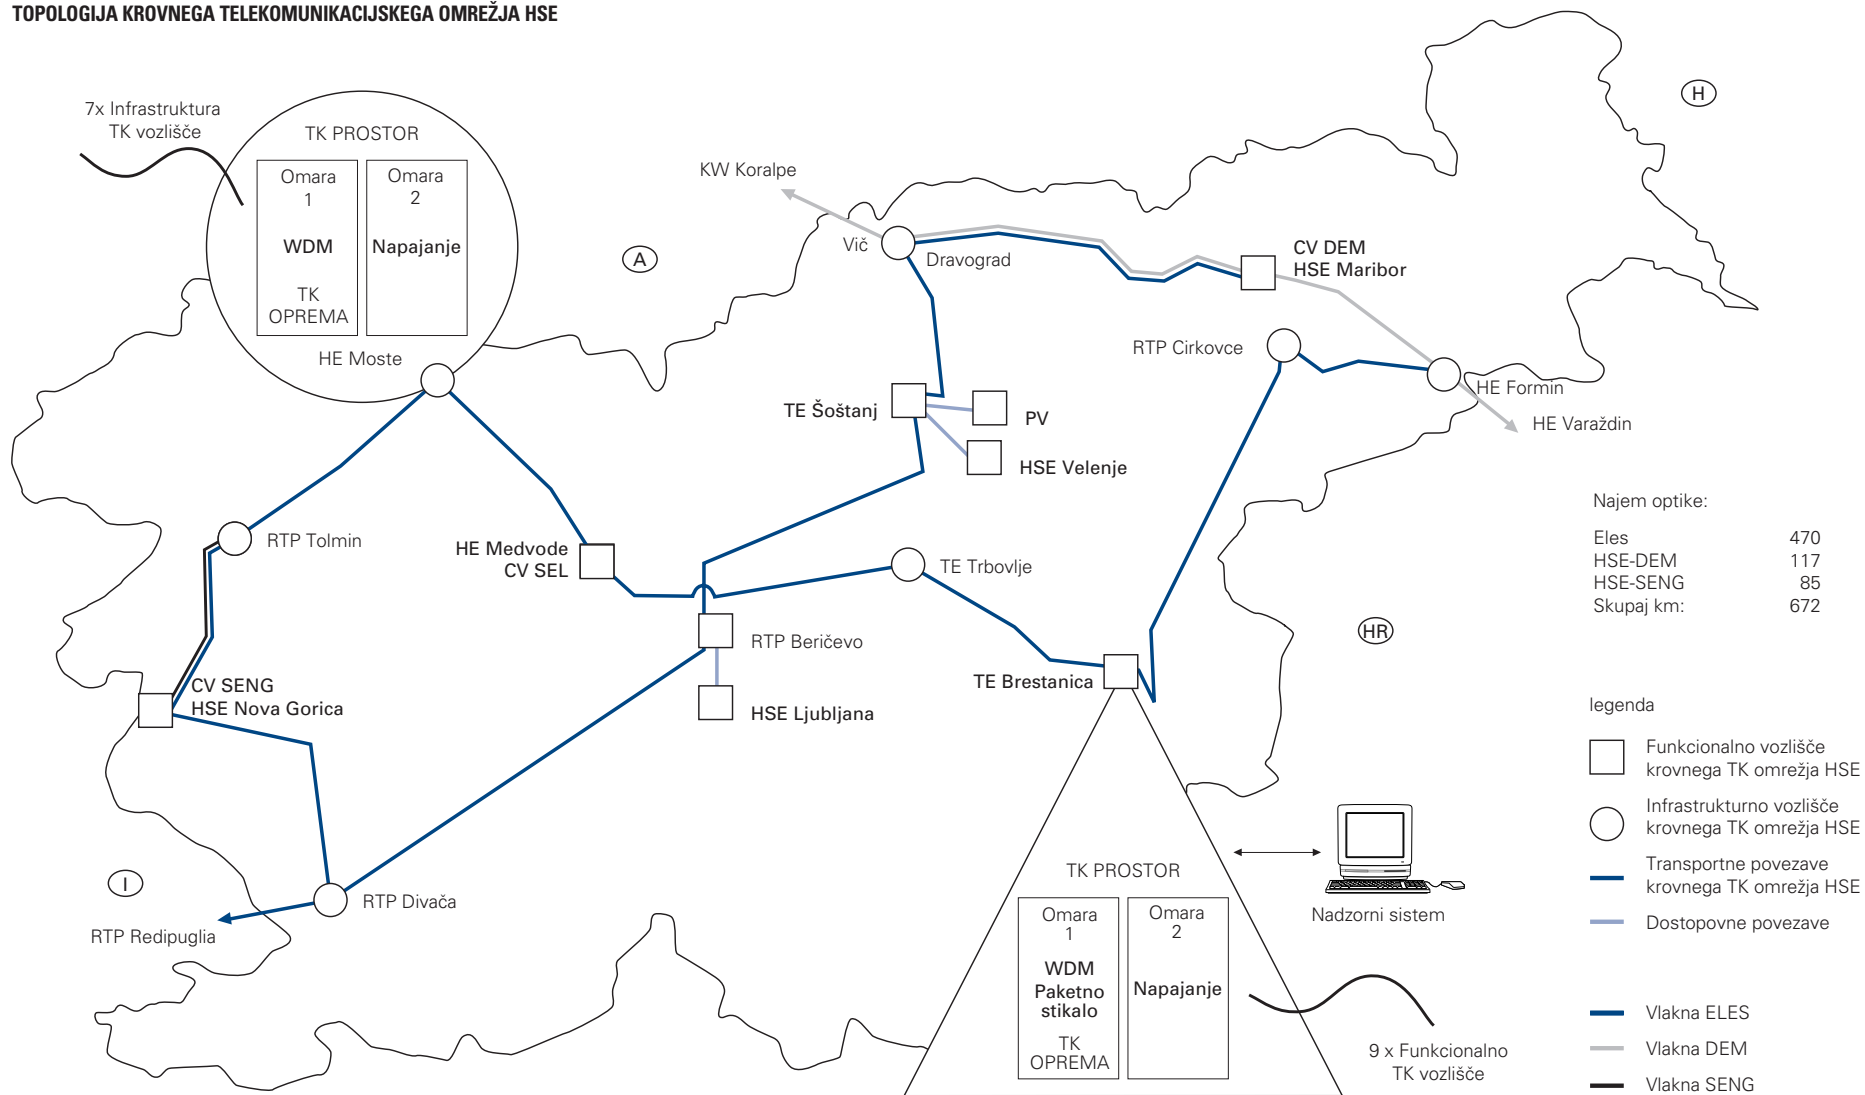 TOPOLOGIJA KROVNEGA TELEKOMUNIKACIJSKEGA OMREŽJA HSE
7x Infrastruktura
TK vozlišče
TK PROSTOR
Omara
1
WDM
TK
OPREMA
Omara
2
Napajanje
HE Moste
A
H
KW Koralpe
Vič
Dravograd
CV DEM
HSE Maribor
RTP Cirkovce
HE Formin
HE Varaždin
TE Šoštanj
PV
HSE Velenje
RTP Tolmin
HE Medvode
CV SEL
TE Trbovlje
RTP Beričevo
HSE Ljubljana
CV SENG
HSE Nova Gorica
TE Brestanica
HR
I
RTP Divača
RTP Redipuglia
TK PROSTOR
Omara
1
WDM
Paketno
stikalo
TK
OPREMA
Omara
2
Napajanje
Nadzorni sistem
9 x Funkcionalno
TK vozlišče
Najem optike:
Eles 470
HSE-DEM 117
HSE-SENG 85
Skupaj km: 672
legenda
Funkcionalno vozlišče
krovnega TK omrežja HSE
Infrastrukturno vozlišče
krovnega TK omrežja HSE
Transportne povezave
krovnega TK omrežja HSE
Dostopovne povezave
Vlakna ELES
Vlakna DEM
Vlakna SENG